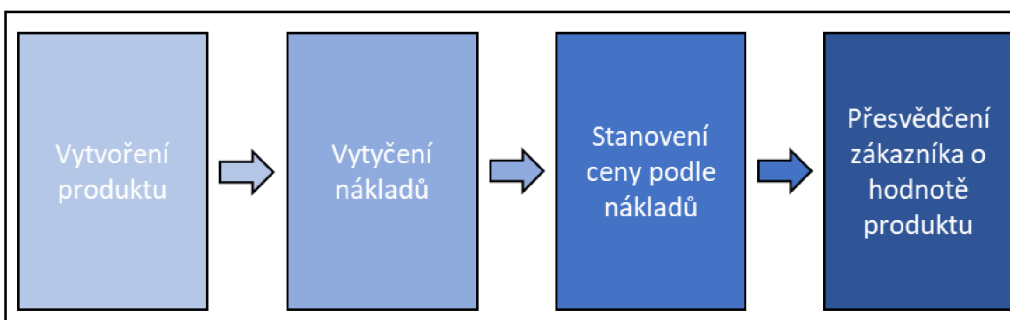 Vytvoření
produktu
Vytyčení
nákladů
Stanovení
ceny podle
nákladů
Přesvědčení
zákazníka o
hodnotě
produktu